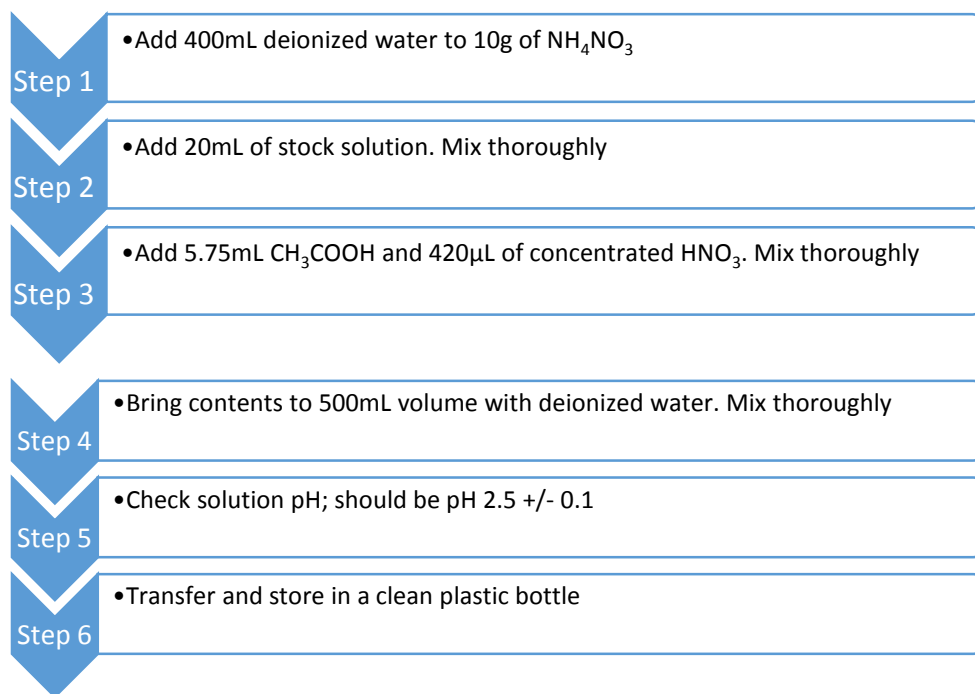 Step 1
•Add 400mL deionized water to 10g of NH₄NO₃
Step 2
•Add 20mL of stock solution. Mix thoroughly
Step 3
•Add 5.75mL CH₃COOH and 420µL of concentrated HNO₃. Mix thoroughly
Step 4
•Bring contents to 500mL volume with deionized water. Mix thoroughly
Step 5
•Check solution pH; should be pH 2.5 +/- 0.1
Step 6
•Transfer and store in a clean plastic bottle